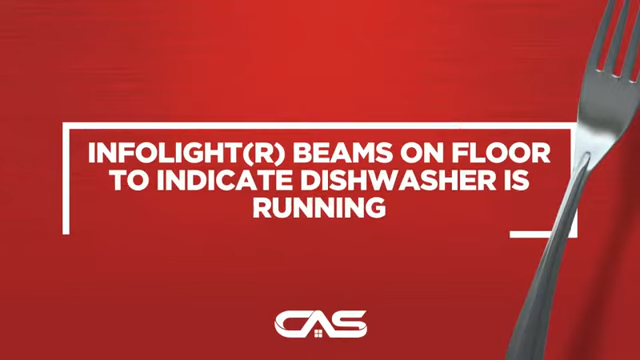 INFOLIGHT(R) BEAMS ON FLOOR
TO INDICATE DISHWASHER IS
RUNNING
CAS